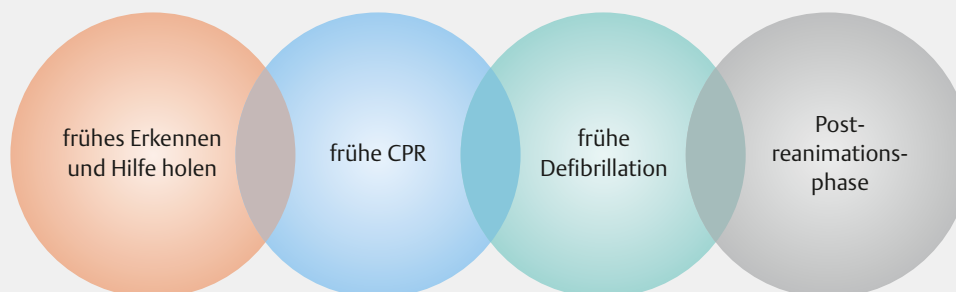 frühes Erkennen
und Hilfe holen
frühe CPR
frühe
Defibrillation
Post-
reanimations-
phase